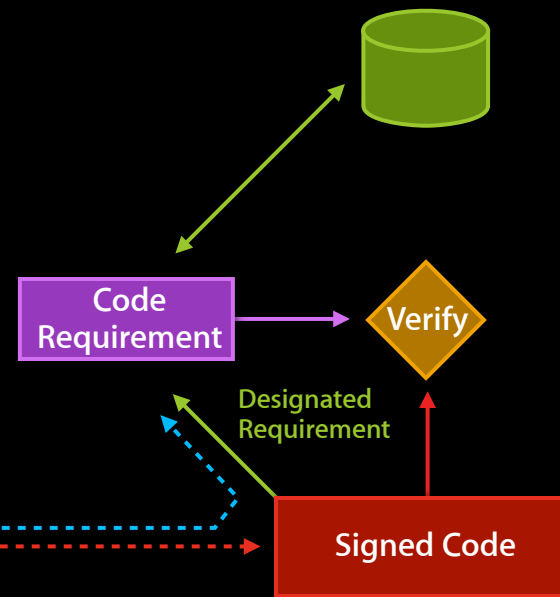 Code
Requirement
Verify
Designated
Requirement
Signed Code